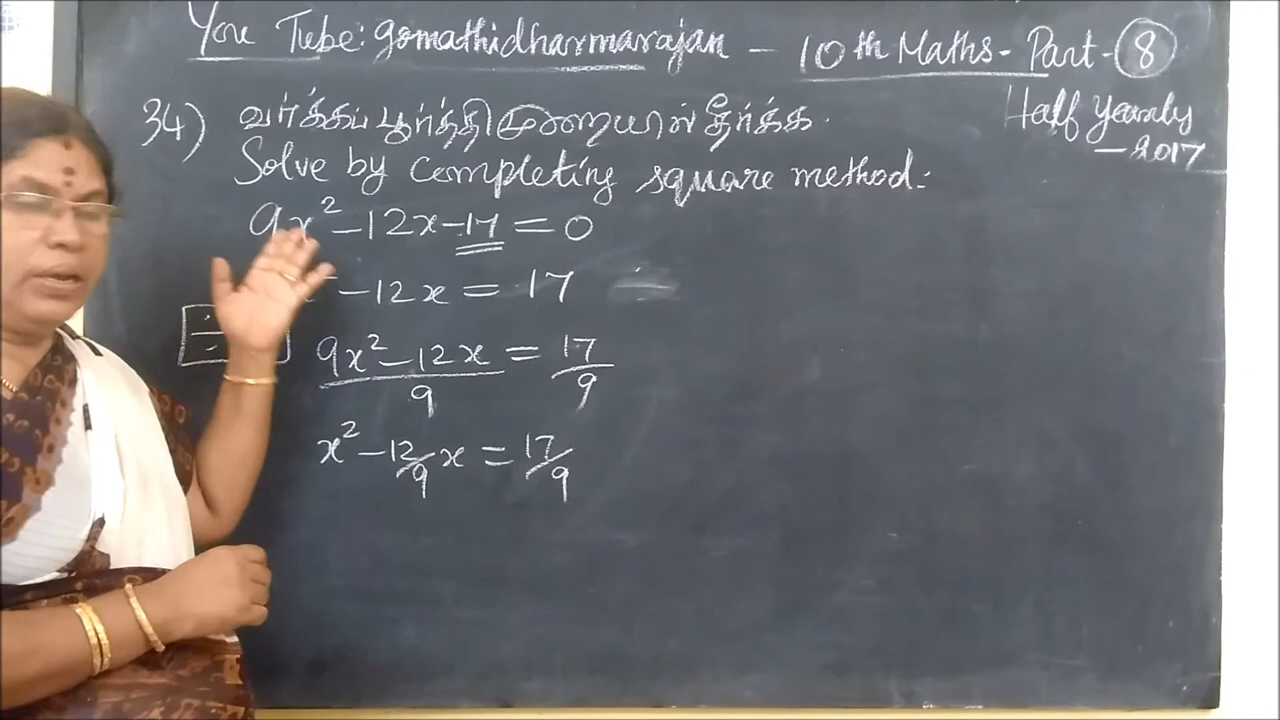 You Tube: gomathidharmarajan - 10th Maths - Part - 8
Half Yearly - 2017
34) வர்க்கப் பூர்த்தி முறையால் தீர்க்க.
Solve by completing square method:-
9x² - 12x - 17 = 0
² - 12x = 17
÷
9x² - 12x / 9 = 17/9
x² - 12/9 x = 17/9